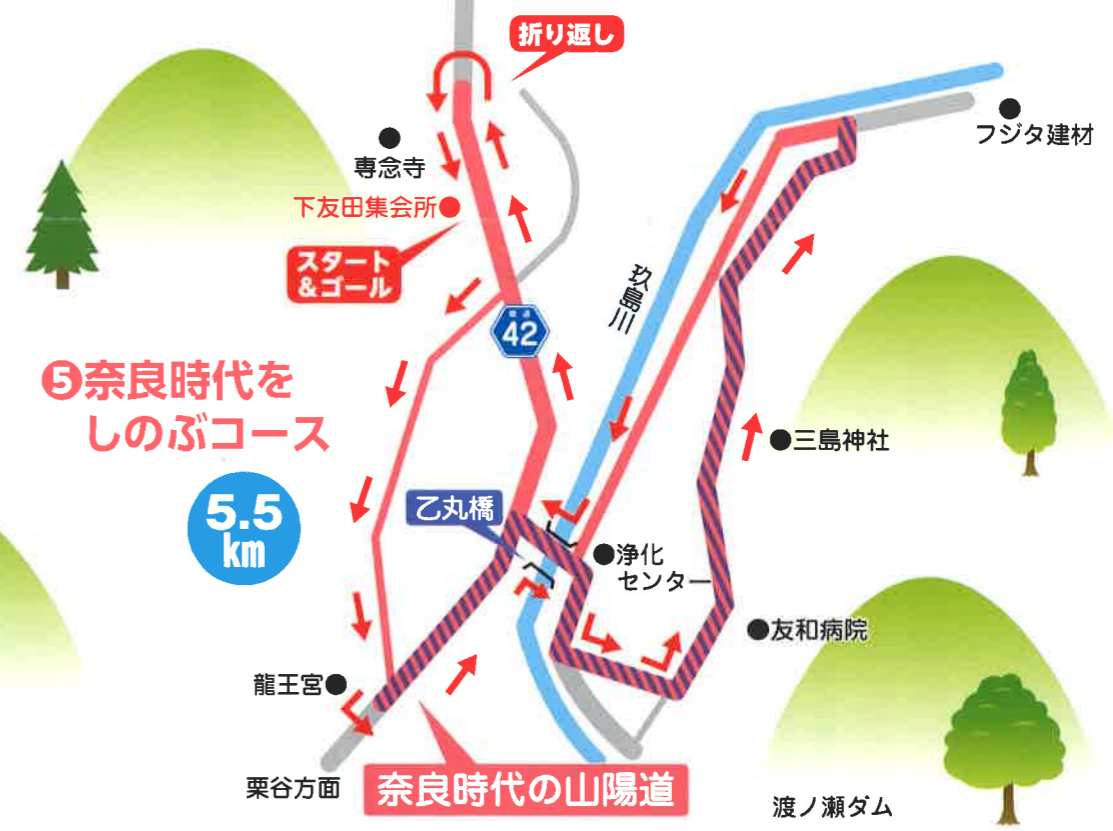 折り返し
フジタ建材
専念寺
下友田集会所
スタート
&ゴール
玖島川
県道
42
❺奈良時代を
しのぶコース
三島神社
5.5
km
乙丸橋
浄化
センター
友和病院
龍王宮
栗谷方面
奈良時代の山陽道
渡ノ瀬ダム